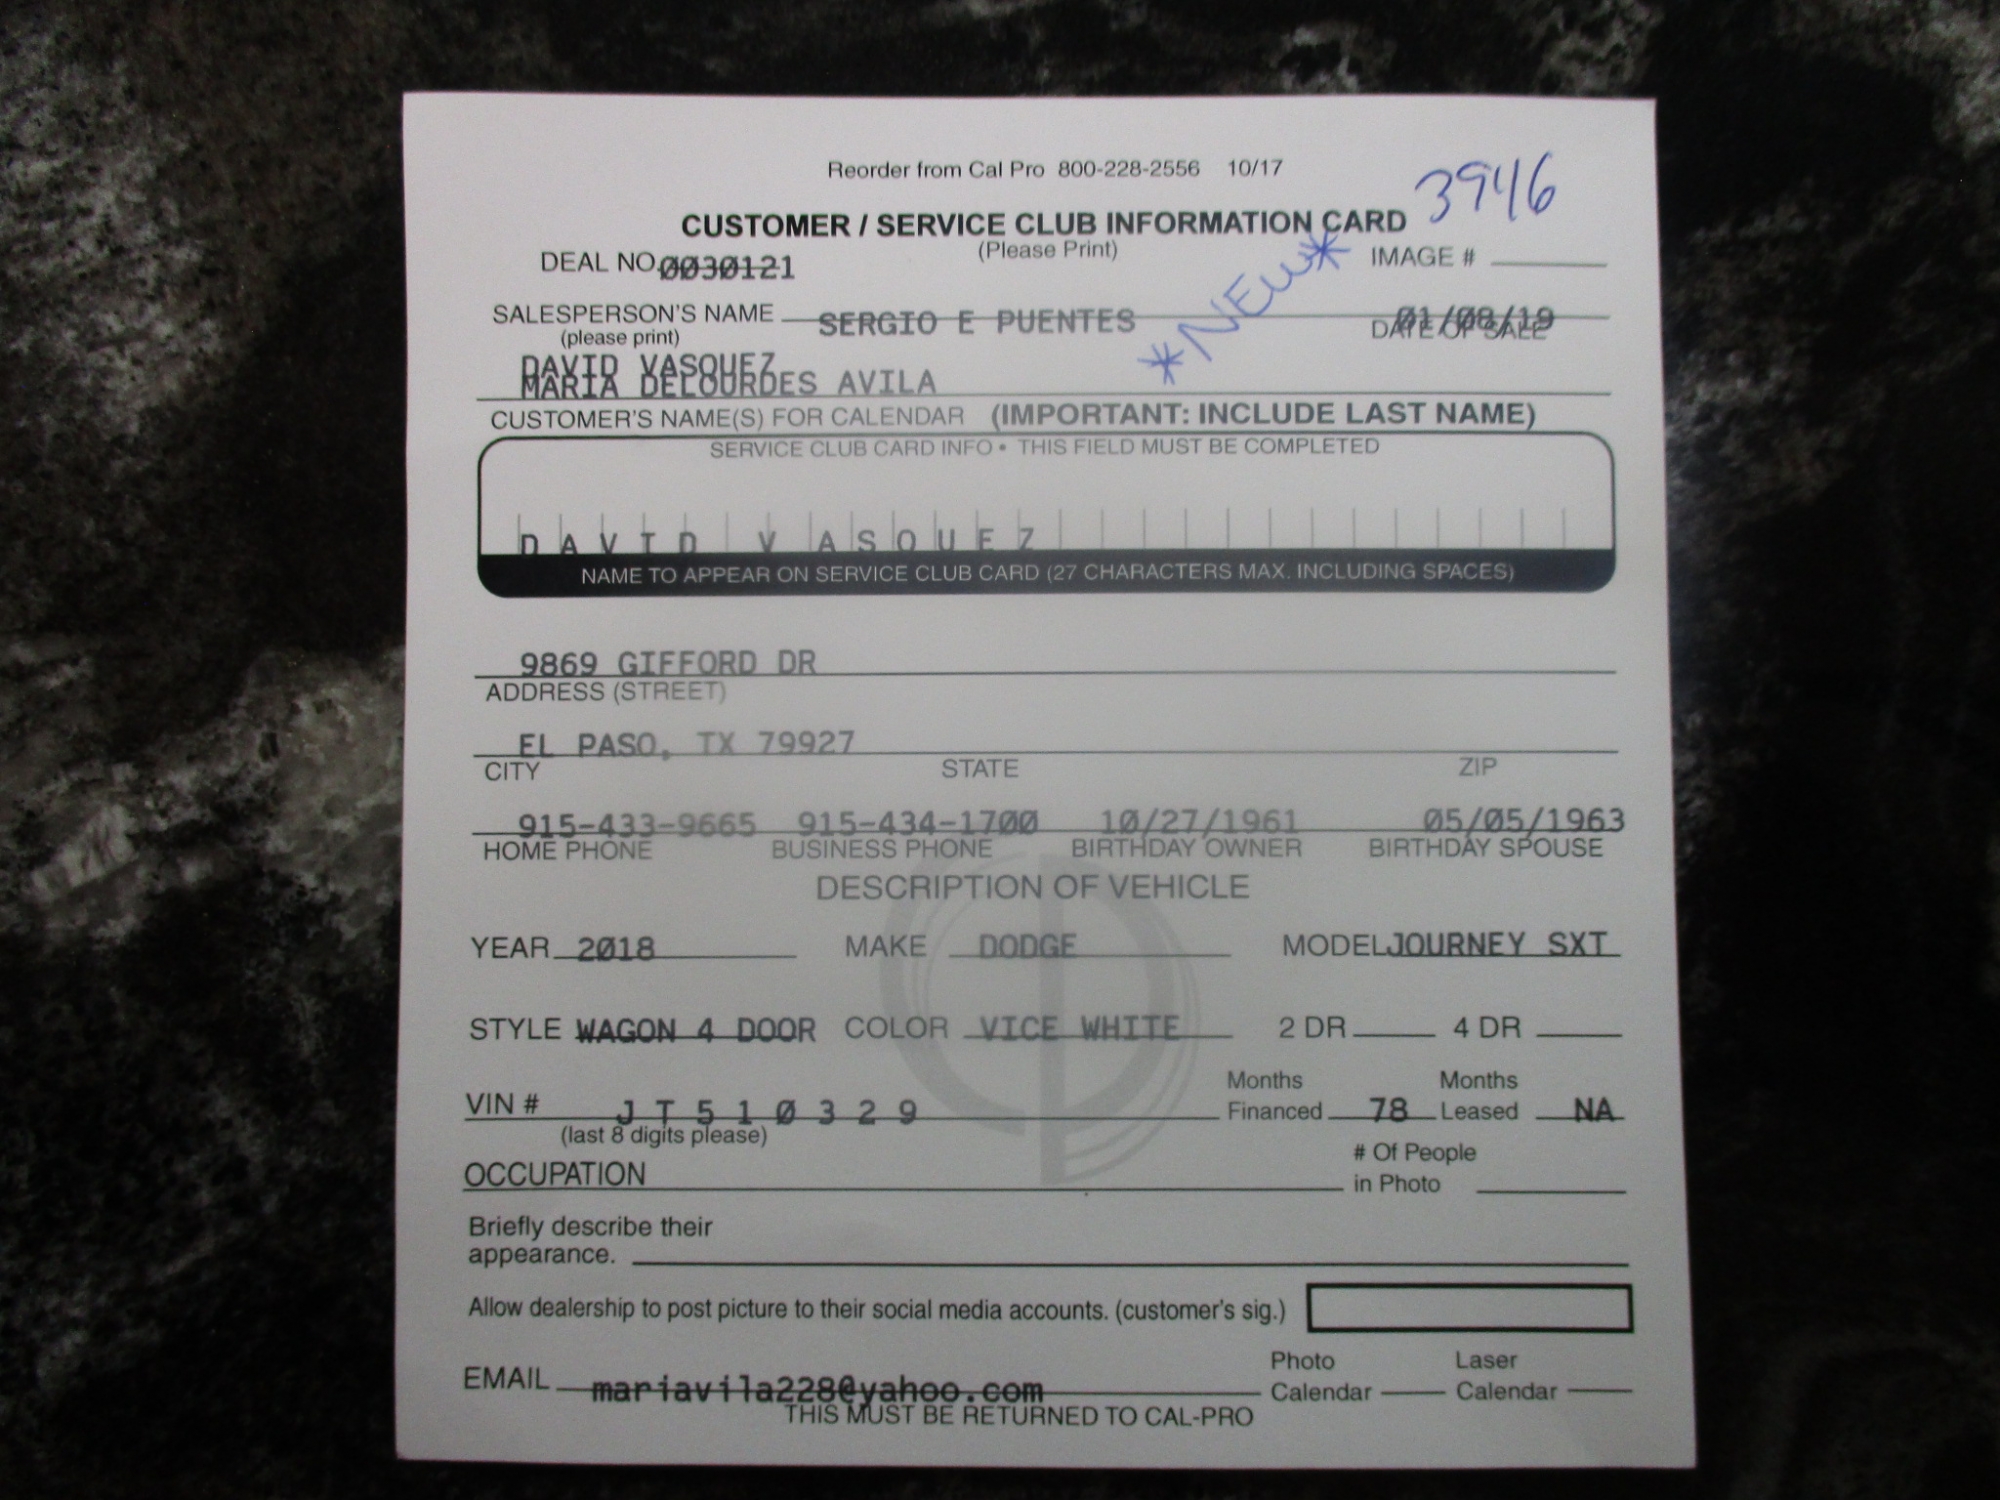 Reorder from Cal Pro 800-228-2556 10/17
3946
CUSTOMER / SERVICE CLUB INFORMATION CARD
(Please Print)
DEAL NO. 0030121
IMAGE #
*NEW*
SALESPERSON'S NAME SERGIO E PUENTES
(please print)
01/08/19
DATE OF SALE
DAVID VASQUEZ
MARIA DELOURDES AVILA
CUSTOMER'S NAME(S) FOR CALENDAR (IMPORTANT: INCLUDE LAST NAME)
SERVICE CLUB CARD INFO • THIS FIELD MUST BE COMPLETED
DAVID VASQUEZ
NAME TO APPEAR ON SERVICE CLUB CARD (27 CHARACTERS MAX. INCLUDING SPACES)
9869 GIFFORD DR
ADDRESS (STREET)
EL PASO, TX 79927
CITY STATE ZIP
915-433-9665 915-434-1700 10/27/1961 05/05/1963
HOME PHONE BUSINESS PHONE BIRTHDAY OWNER BIRTHDAY SPOUSE
DESCRIPTION OF VEHICLE
YEAR 2018 MAKE DODGE MODEL JOURNEY SXT
STYLE WAGON 4 DOOR COLOR VICE WHITE 2 DR 4 DR
VIN # JT510329 Months Financed 78 Months Leased NA
(last 8 digits please)
OCCUPATION # Of People in Photo
Briefly describe their
appearance.
Allow dealership to post picture to their social media accounts. (customer's sig.)
EMAIL mariavila228@yahoo.com Photo Calendar Laser Calendar
THIS MUST BE RETURNED TO CAL-PRO